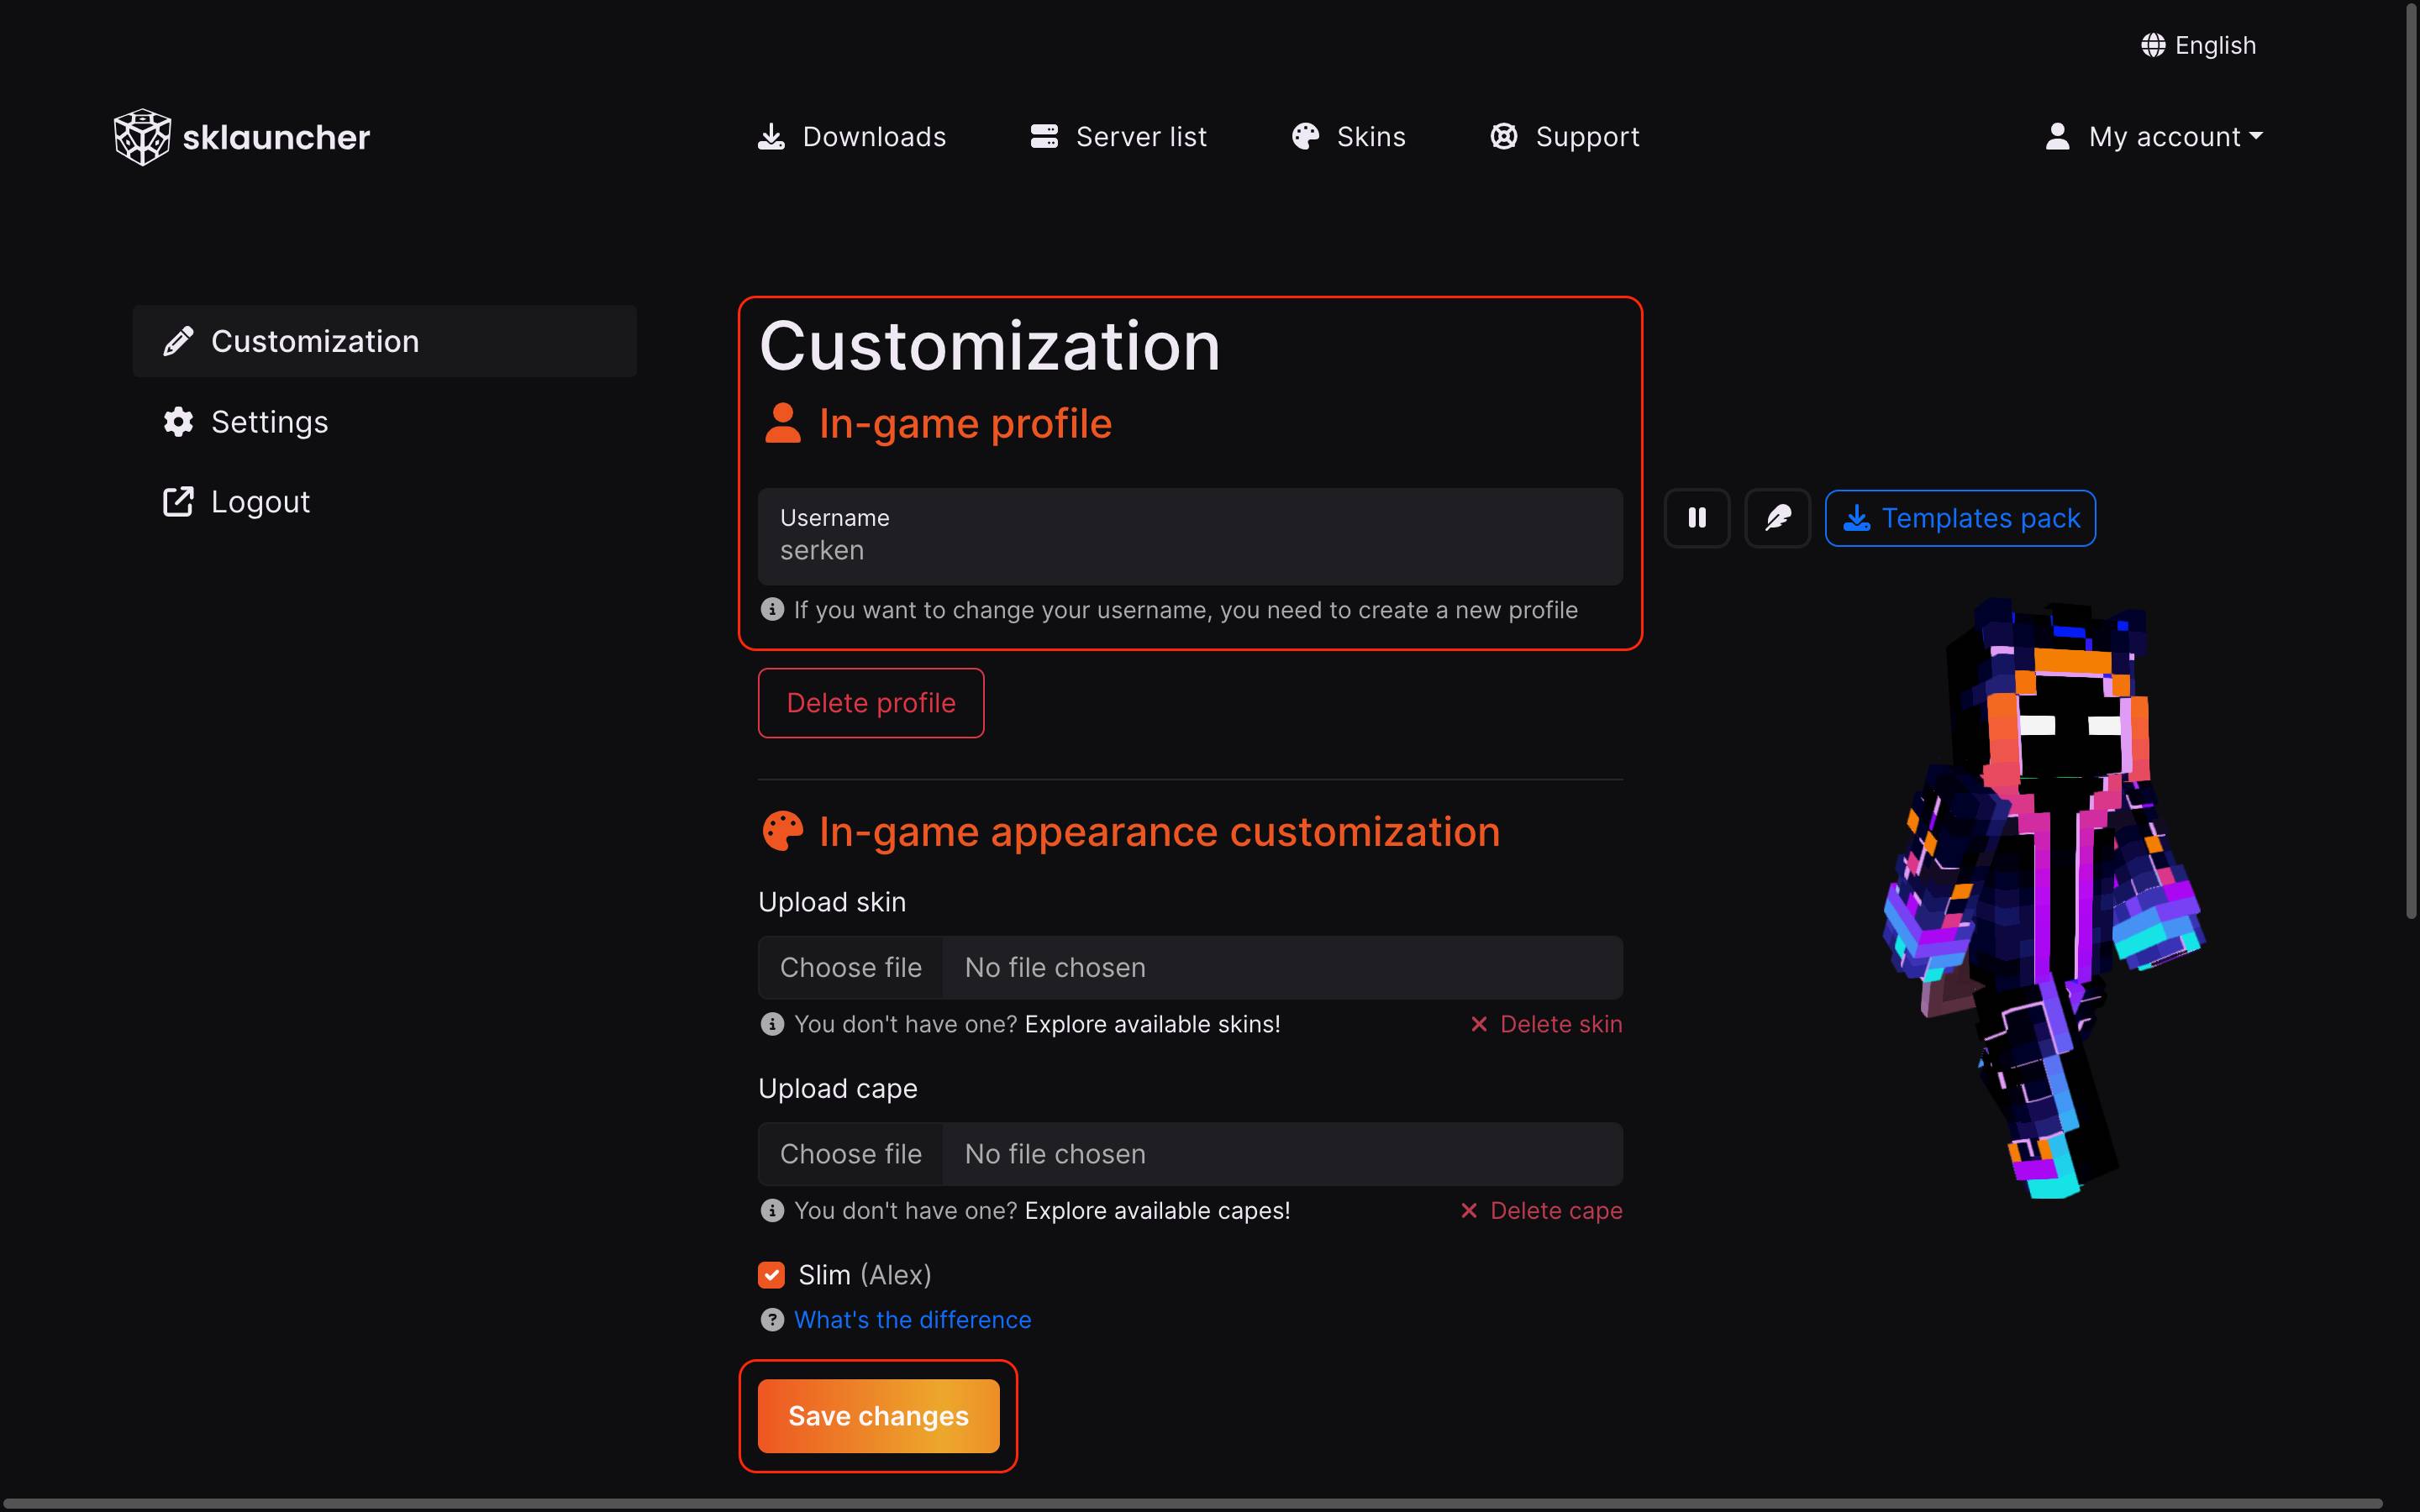 English
sklauncher
Downloads
Server list
Skins
Support
My account
Customization
Settings
Logout
Customization
In-game profile
Username
serken
If you want to change your username, you need to create a new profile
Templates pack
Delete profile
In-game appearance customization
Upload skin
Choose file No file chosen
You don't have one? Explore available skins! Delete skin
Upload cape
Choose file No file chosen
You don't have one? Explore available capes! Delete cape
Slim (Alex)
What's the difference
Save changes